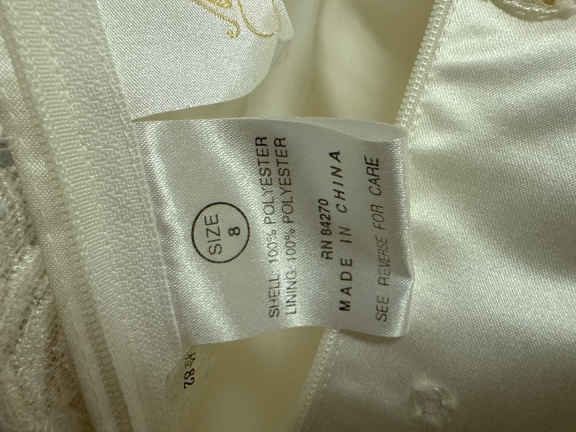 SIZE
8
SHELL: 100% POLYESTER
LINING: 100% POLYESTER
RN 84270
MADE IN CHINA
SEE REVERSE FOR CARE